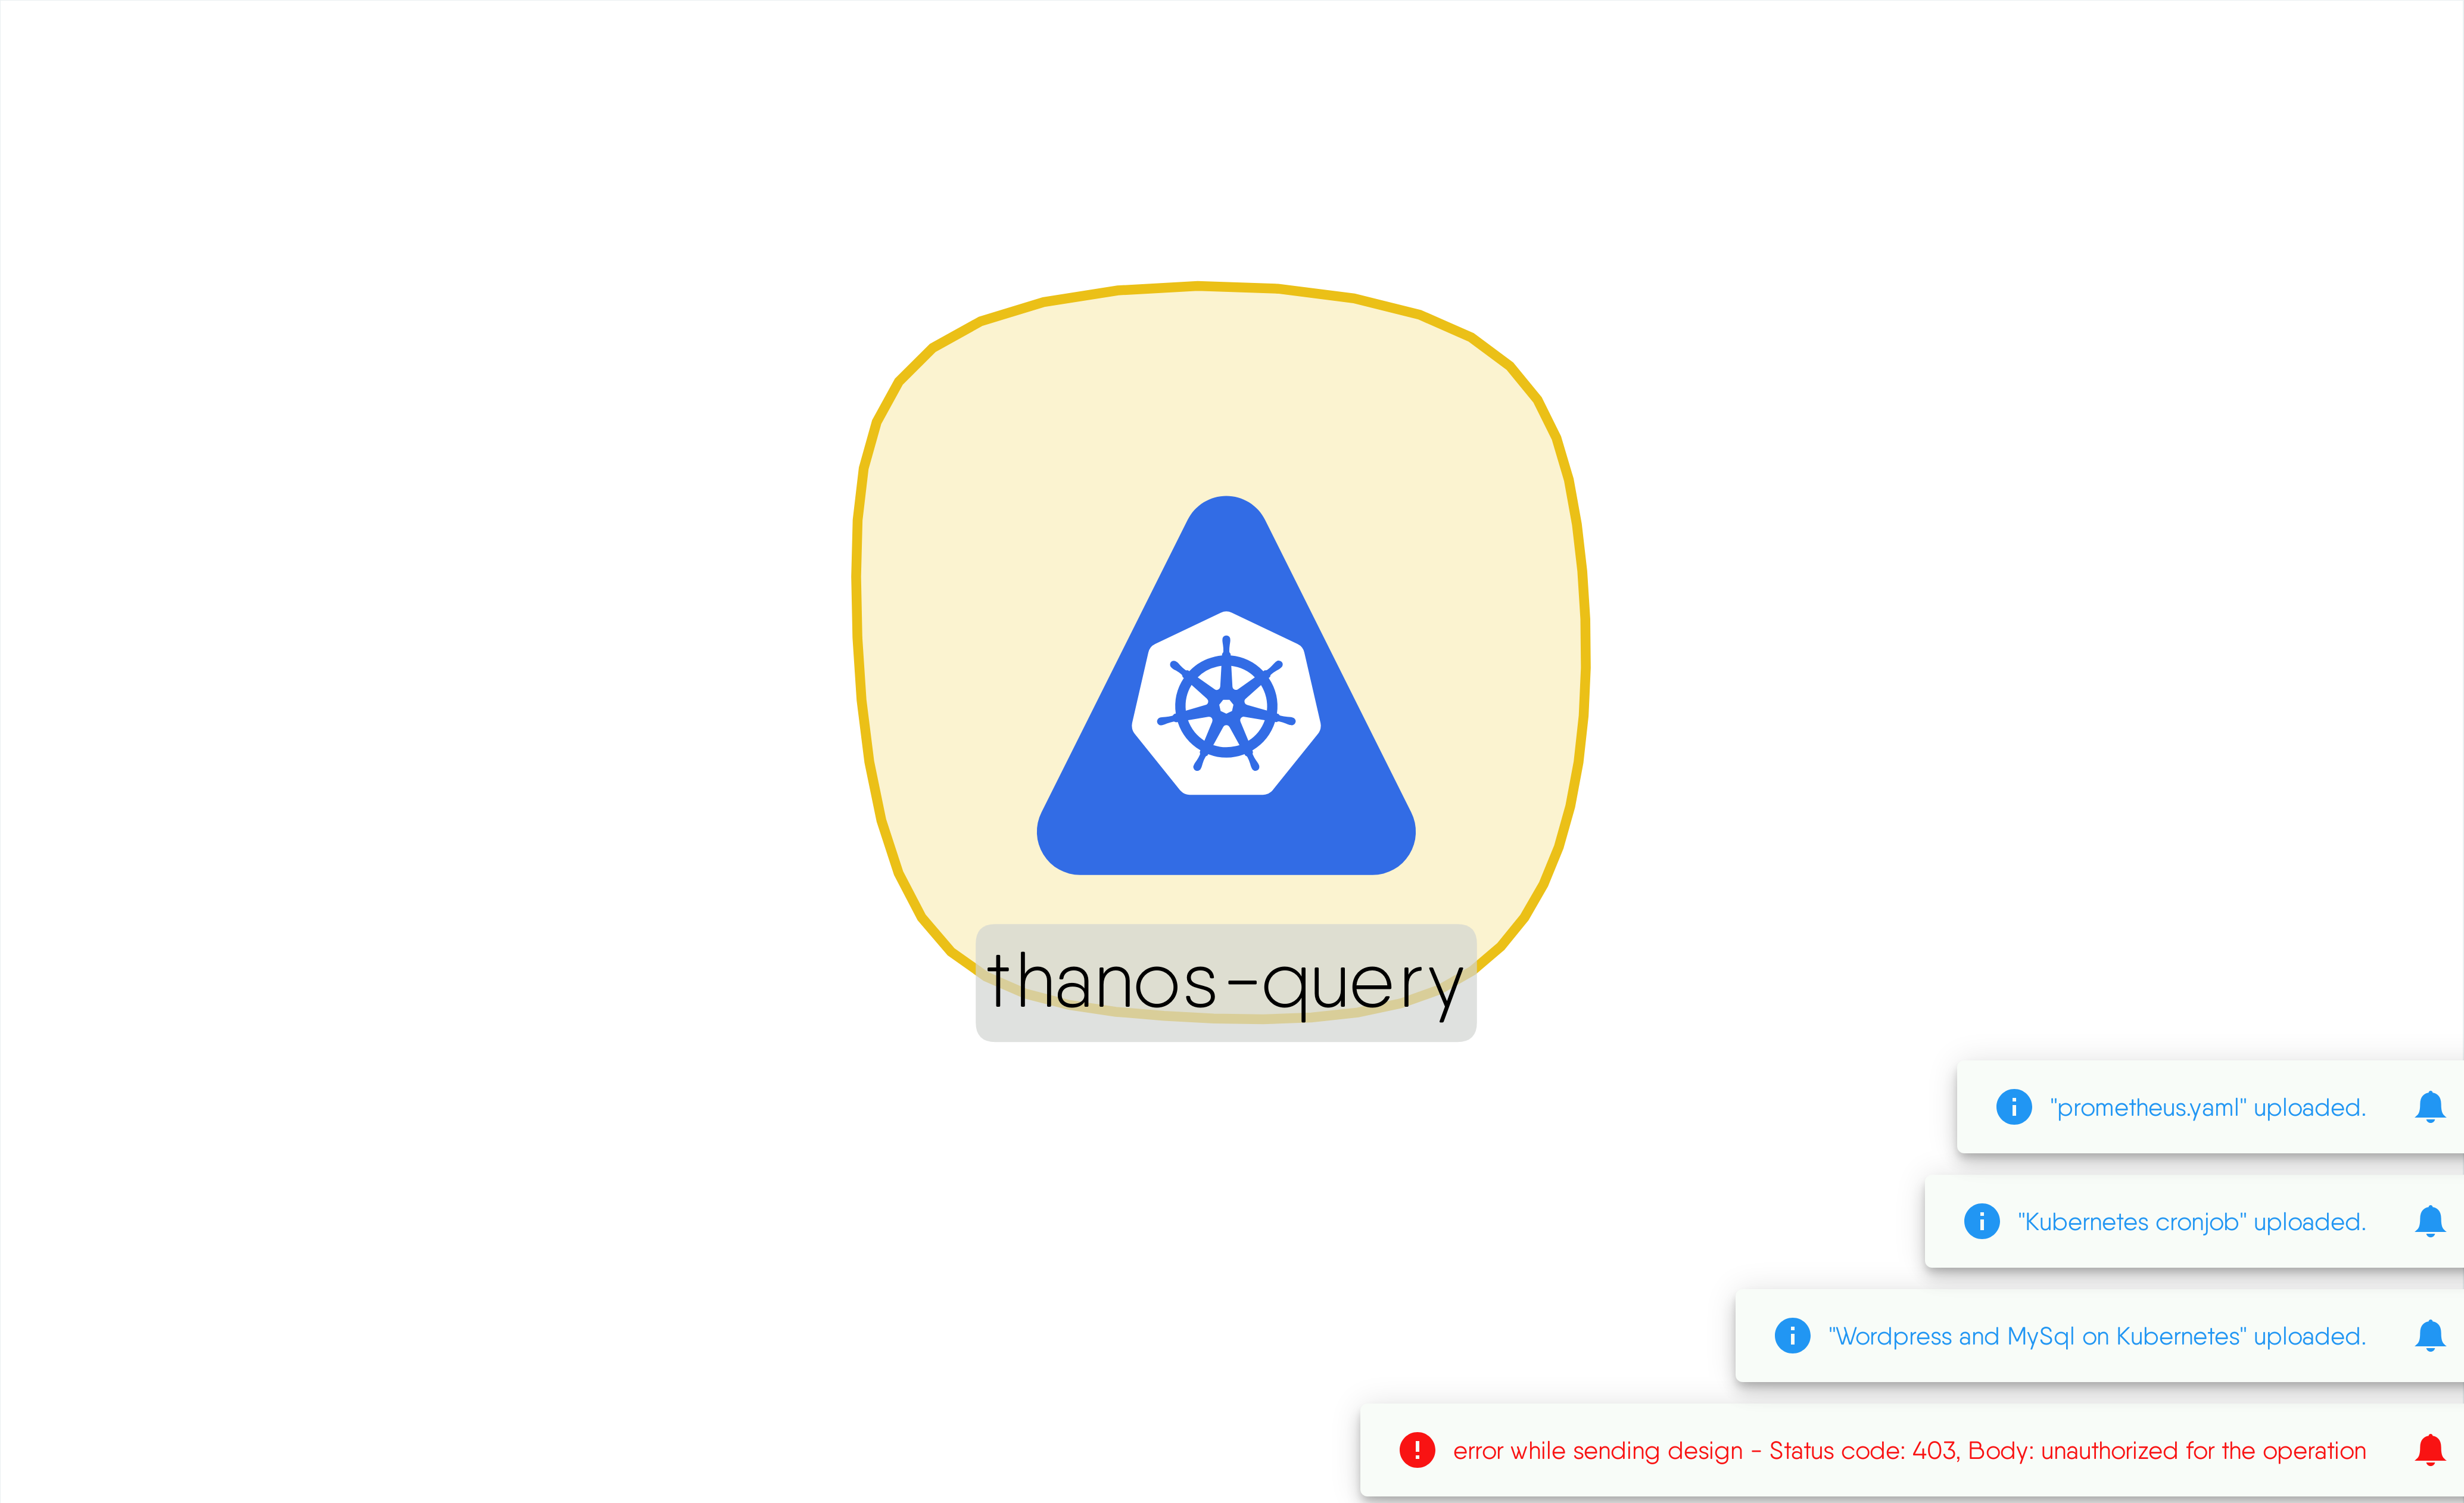 thanos-query
"prometheus.yaml" uploaded.
"Kubernetes cronjob" uploaded.
"Wordpress and MySql on Kubernetes" uploaded.
error while sending design - Status code: 403, Body: unauthorized for the operation